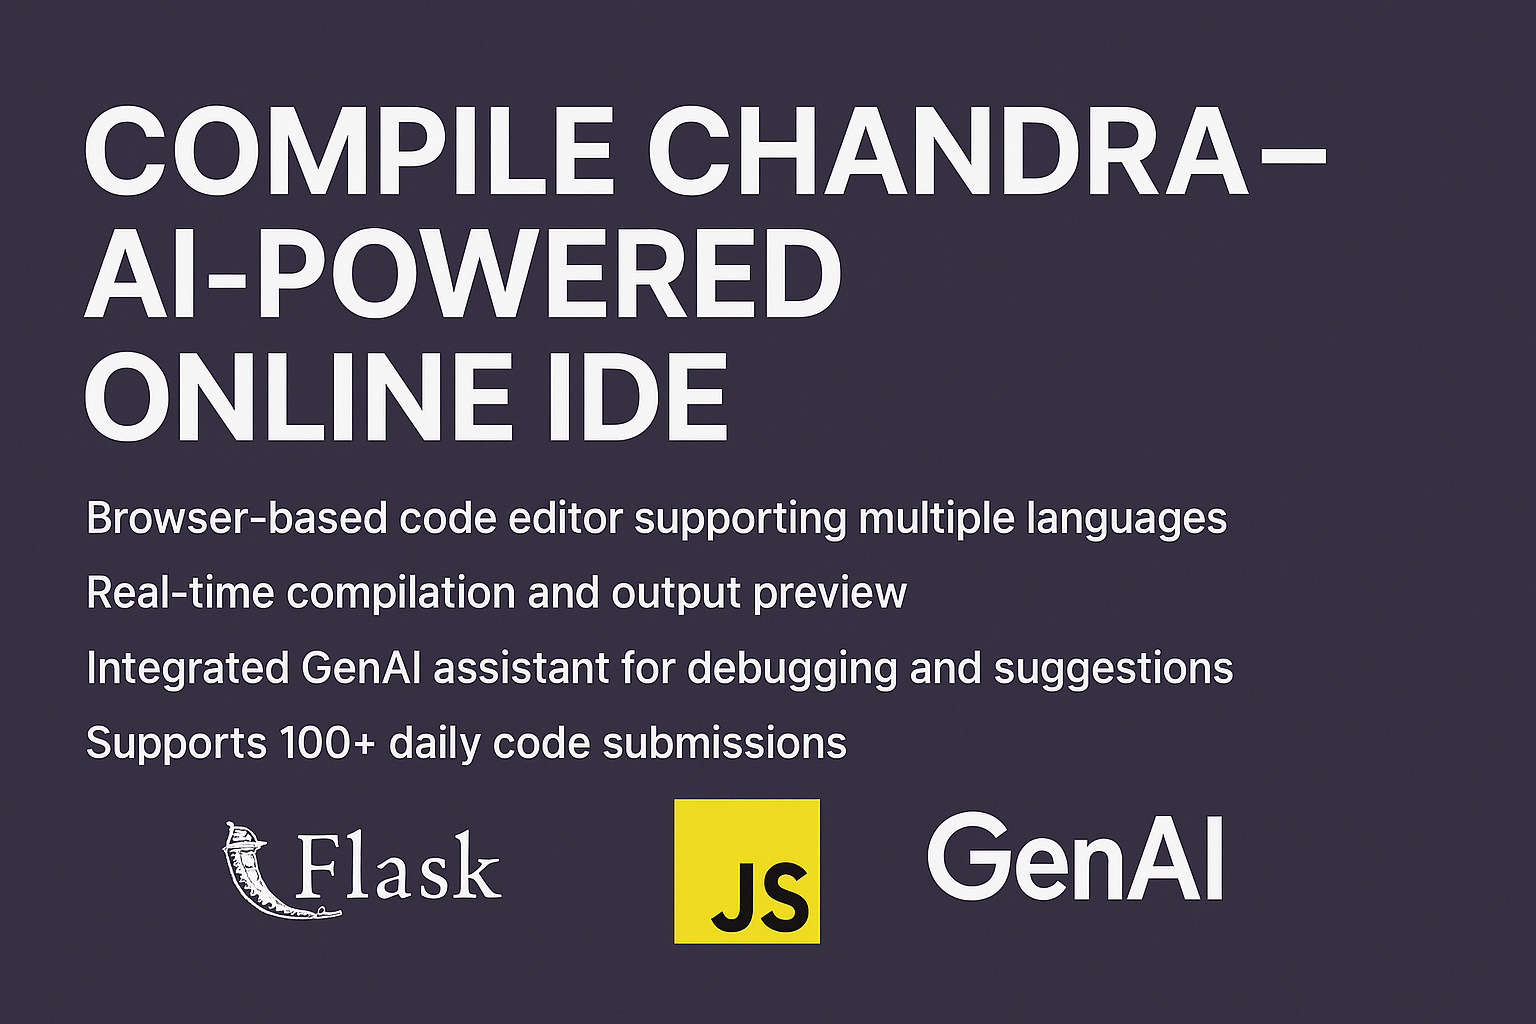 COMPILE CHANDRA–
AI-POWERED
ONLINE IDE
Browser-based code editor supporting multiple languages
Real-time compilation and output preview
Integrated GenAI assistant for debugging and suggestions
Supports 100+ daily code submissions
Flask
JS
GenAI